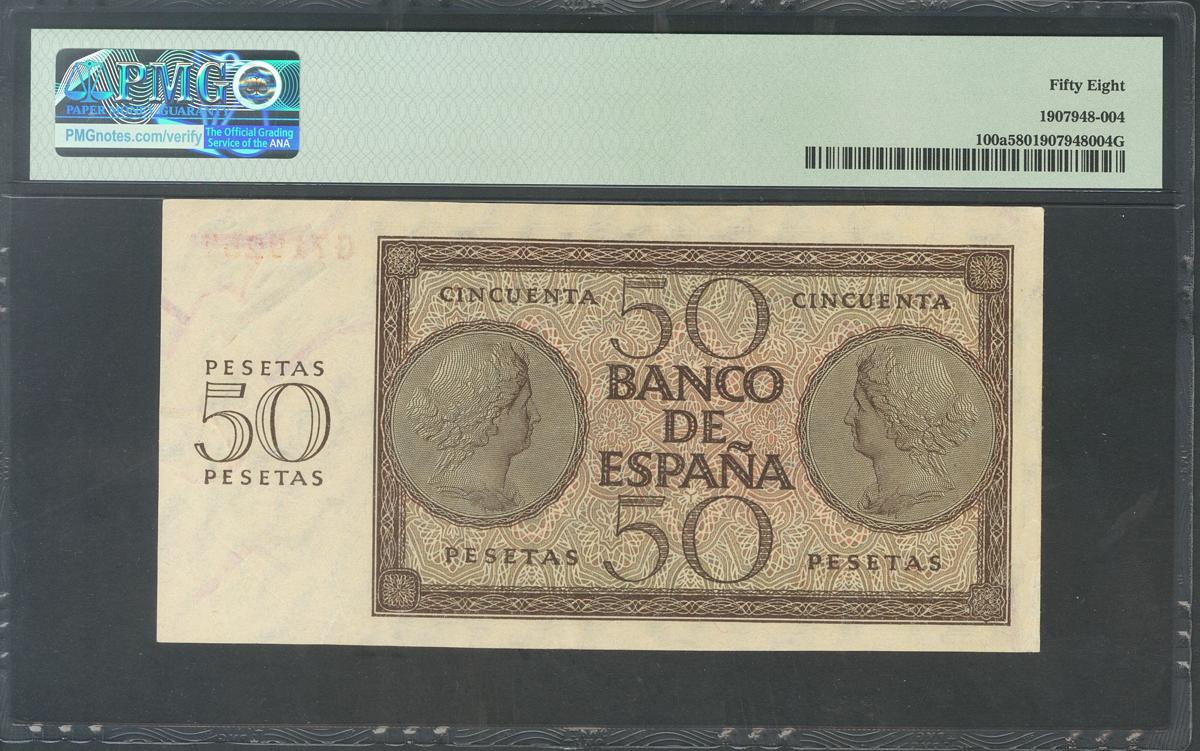 PMG
PAPER MONEY GUARANTY
PMGnotes.com/verify
The Official Grading
Service of the ANA
Fifty Eight
1907948-004
100a5801907948004G
CINCUENTA 50 CINCUENTA
BANCO
DE
ESPAÑA
50
PESETAS PESETAS
PESETAS
50
PESETAS